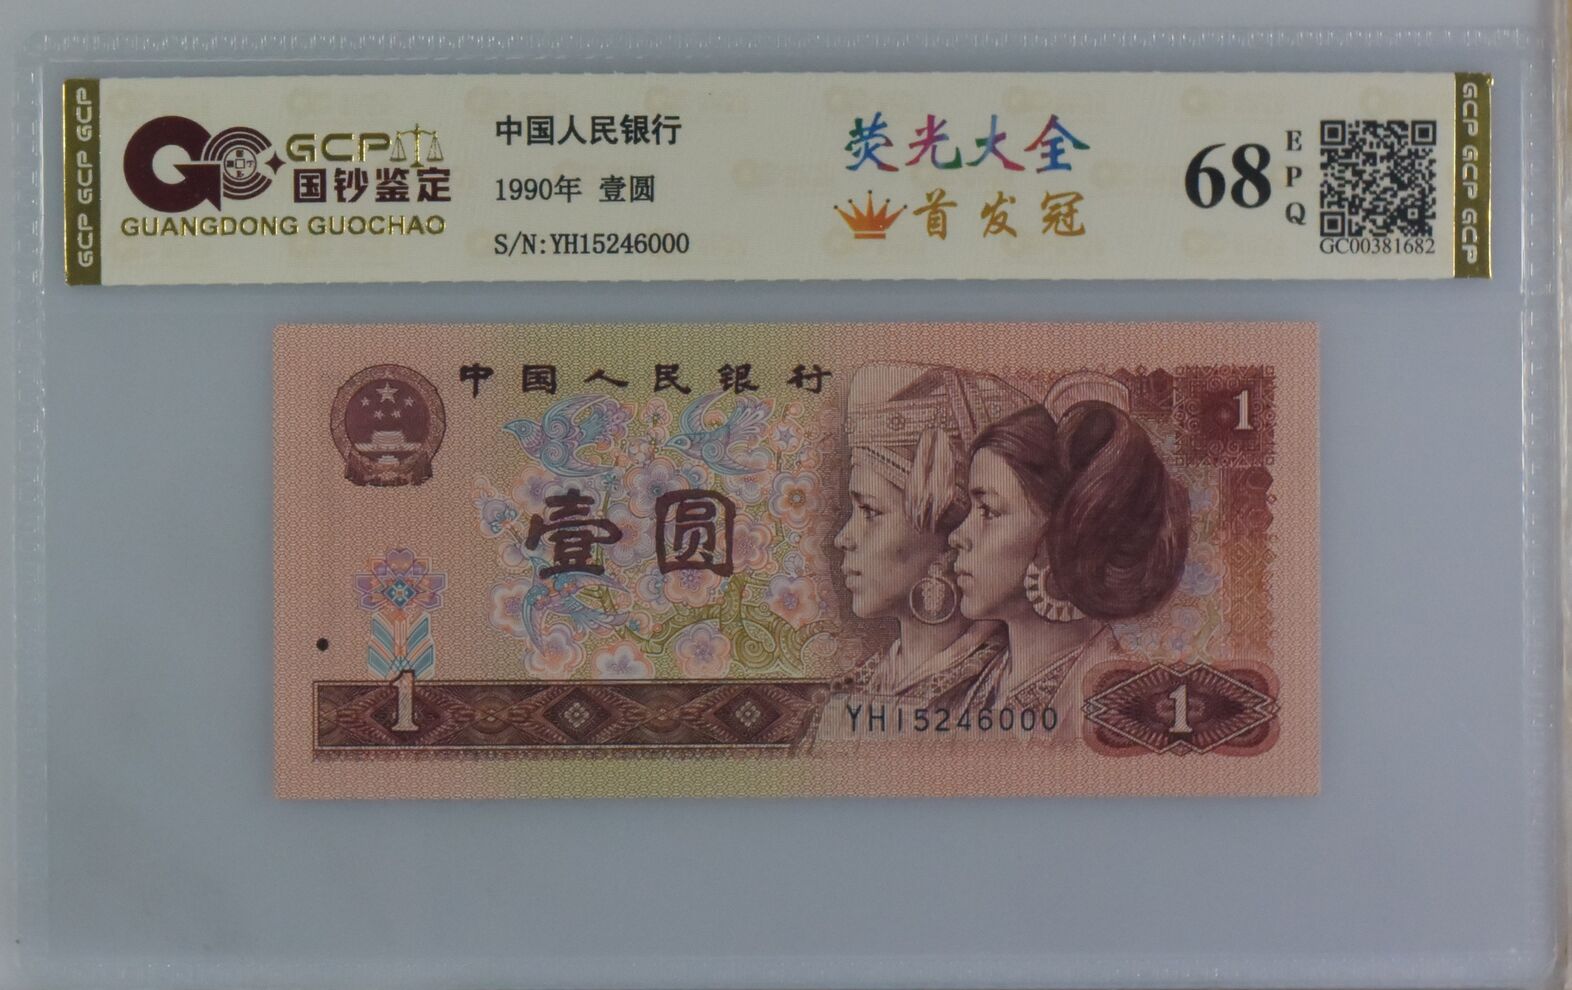 GCP GCP GCP
GCP
国钞鉴定
GUANGDONG GUOCHAO
中国人民银行
1990年 壹圆
S/N:YH15246000
荧光大全
首发冠
68
EPQ
GC00381682
GCP GCP GCP
中国人民银行
1
壹圆
1
YH15246000
1